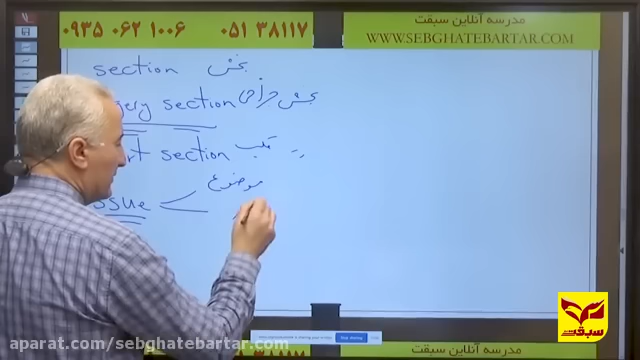 مدرسه آنلاین سبقت
۰۹۳۵ ۰۶۲ ۱۰۰۶ ۰۵۱ ۳۸۱۱۷
WWW.SEBGHATEBARTAR.COM
section بخش
section بخش جراحی
section قلب
موضوع
سبقت
aparat.com/sebghatebartar.com
مدرسه آنلاین سبقت